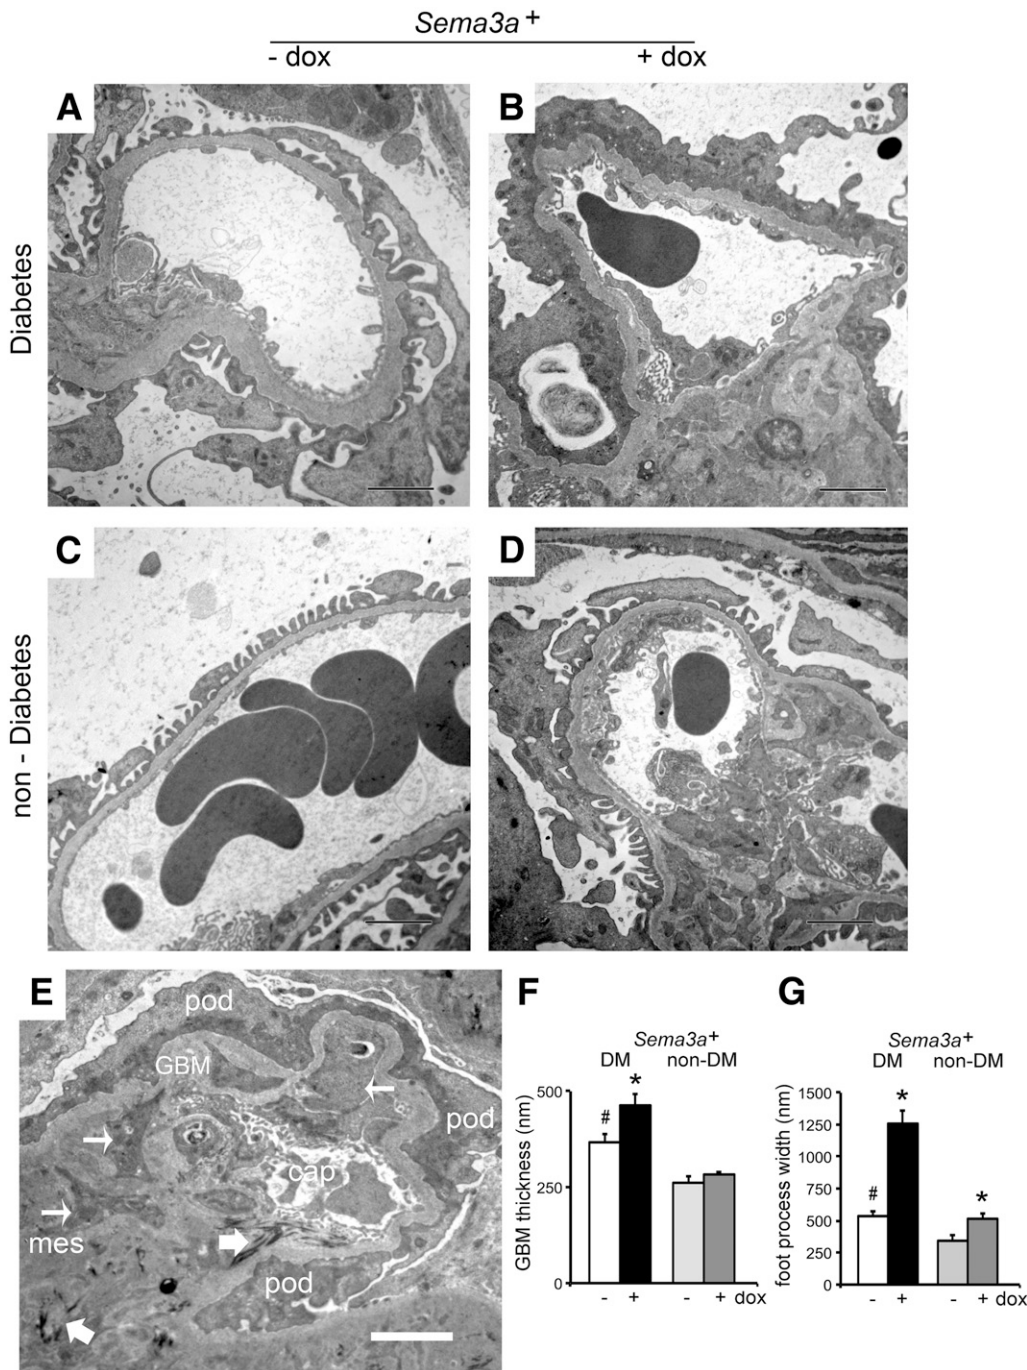 Sema3a+
- dox
+ dox
A
B
Diabetes
C
D
non - Diabetes
E
pod
GBM
pod
cap
mes
pod
F
Sema3a+
DM
non-DM
GBM thickness (nm)
500
250
0
#
*
- + - + dox
G
Sema3a+
DM
non-DM
foot process width (nm)
1500
1250
1000
750
500
250
0
#
*
*
- + - + dox